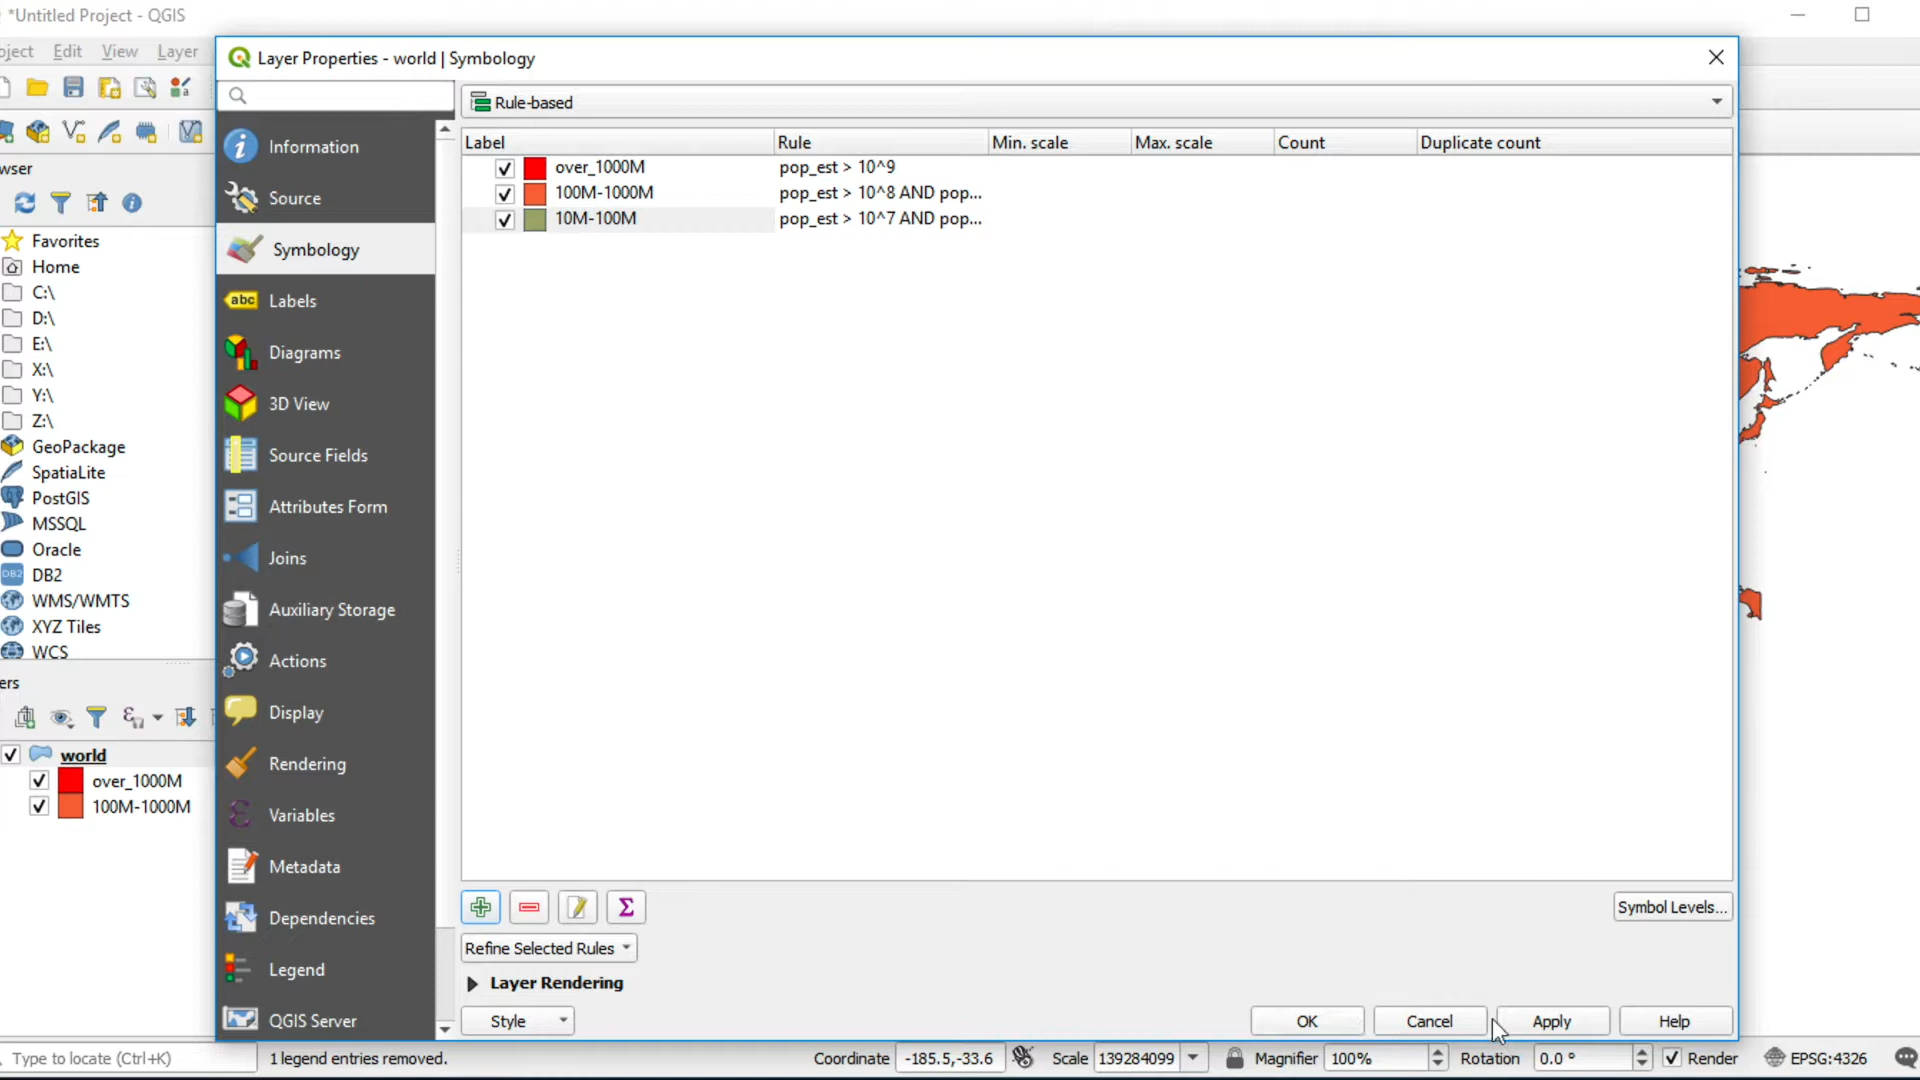 *Untitled Project - QGIS
oject Edit View Layer
Layer Properties - world | Symbology
Rule-based
Label Rule Min. scale Max. scale Count Duplicate count
over_1000M pop_est > 10^9
100M-1000M pop_est > 10^8 AND pop...
10M-100M pop_est > 10^7 AND pop...
Information
Source
Symbology
abc Labels
Diagrams
3D View
Source Fields
Attributes Form
Joins
Auxiliary Storage
Actions
Display
Rendering
Variables
Metadata
Dependencies
Legend
QGIS Server
wser
Favorites
Home
C:\
D:\
E:\
X:\
Y:\
Z:\
GeoPackage
SpatiaLite
PostGIS
MSSQL
Oracle
DB2 DB2
WMS/WMTS
XYZ Tiles
WCS
ers
world
over_1000M
100M-1000M
Symbol Levels...
Refine Selected Rules
Layer Rendering
Style OK Cancel Apply Help
Type to locate (Ctrl+K) 1 legend entries removed. Coordinate -185.5,-33.6 Scale 139284099 Magnifier 100% Rotation 0.0 ° Render EPSG:4326